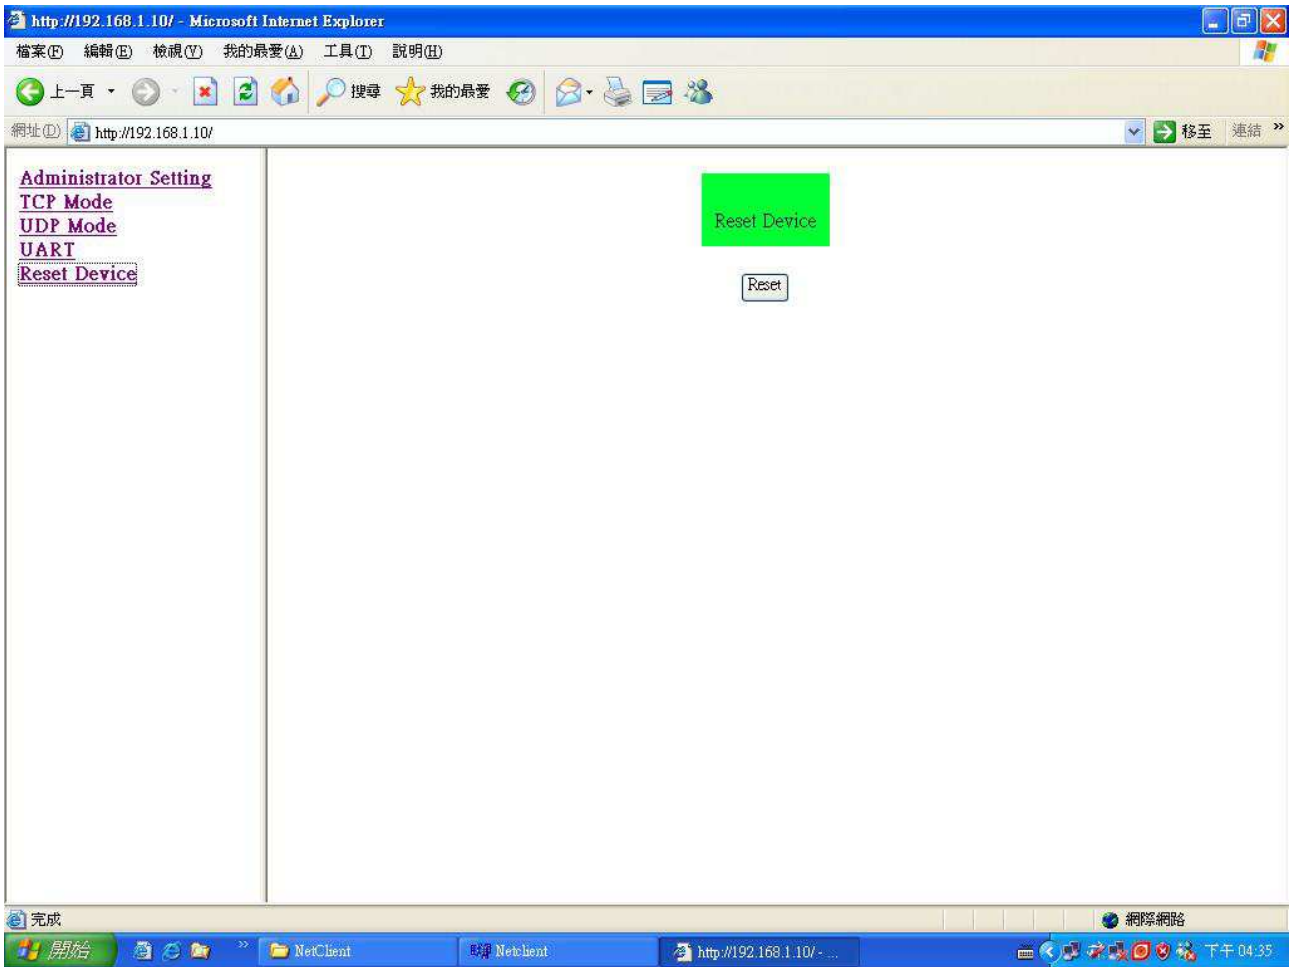 http://192.168.1.10/ - Microsoft Internet Explorer
檔案(F) 編輯(E) 檢視(V) 我的最愛(A) 工具(T) 說明(H)
上一頁 搜尋 我的最愛
網址(D) http://192.168.1.10/ 移至 連結 »
Administrator Setting
TCP Mode
UDP Mode
UART
Reset Device
Reset Device
Reset
完成 網際網路
開始 » NetClient Netclient http://192.168.1.10/ - ... 下午 04:35